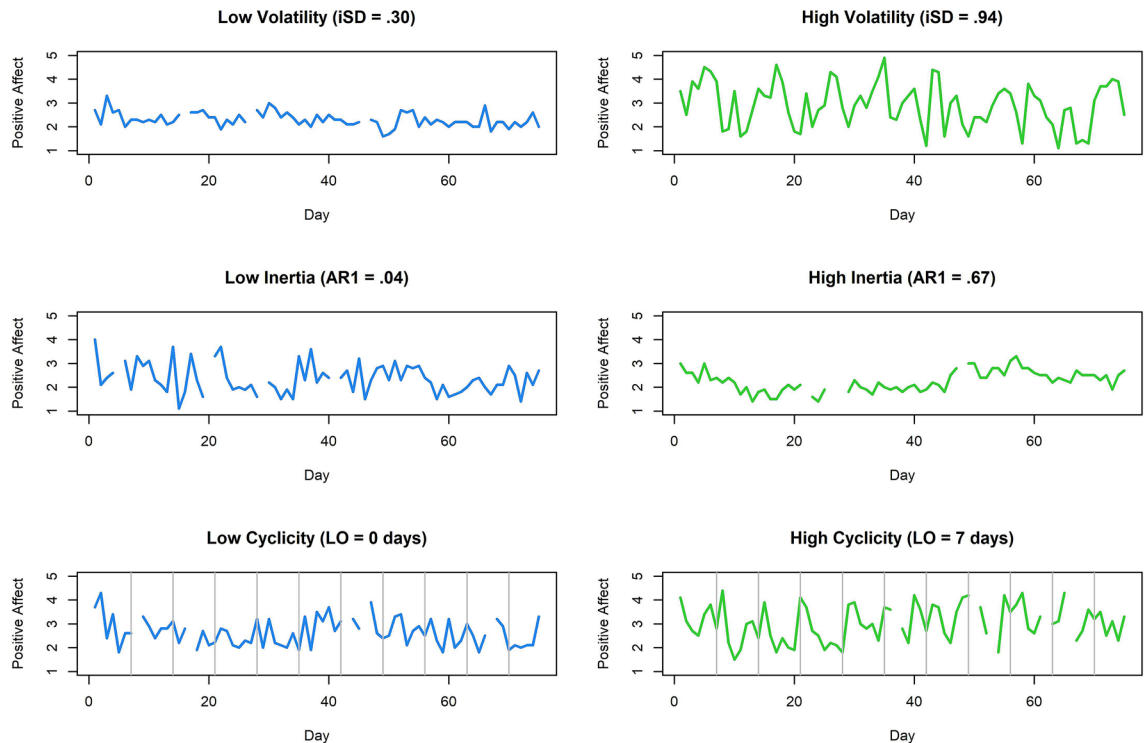 Low Volatility (iSD = .30)
Positive Affect
5
4
3
2
1
0 20 40 60
Day
High Volatility (iSD = .94)
Positive Affect
5
4
3
2
1
0 20 40 60
Day
Low Inertia (AR1 = .04)
Positive Affect
5
4
3
2
1
0 20 40 60
Day
High Inertia (AR1 = .67)
Positive Affect
5
4
3
2
1
0 20 40 60
Day
Low Cyclicity (LO = 0 days)
Positive Affect
5
4
3
2
1
0 20 40 60
Day
High Cyclicity (LO = 7 days)
Positive Affect
5
4
3
2
1
0 20 40 60
Day